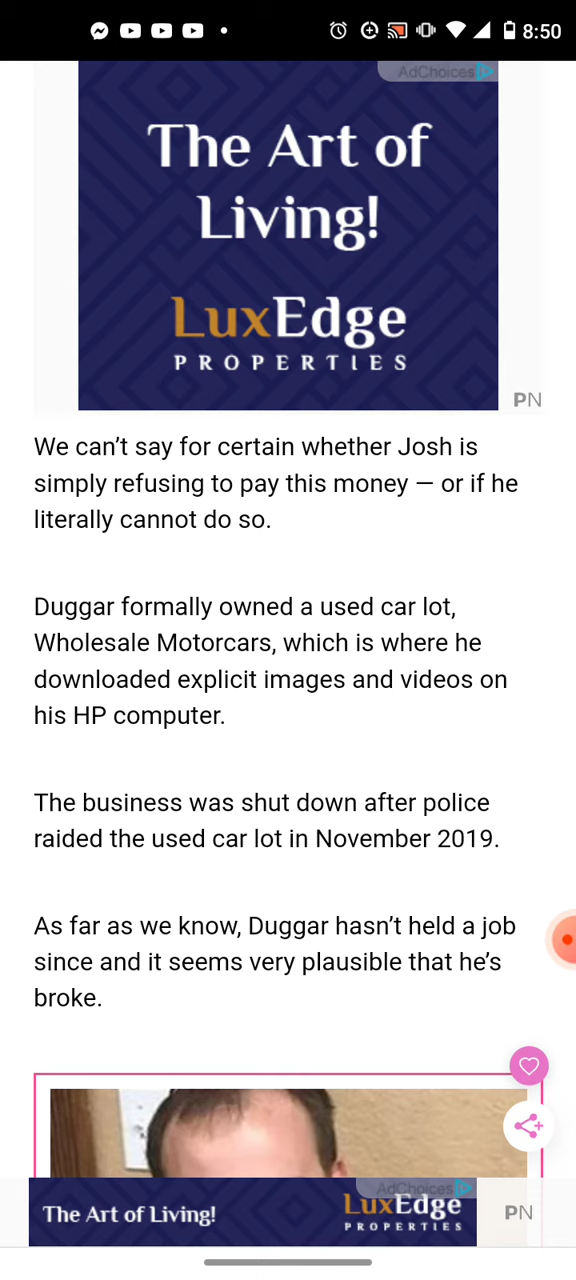 8:50
AdChoices
The Art of
Living!
LuxEdge
PROPERTIES
PN
We can’t say for certain whether Josh is
simply refusing to pay this money — or if he
literally cannot do so.
Duggar formally owned a used car lot,
Wholesale Motorcars, which is where he
downloaded explicit images and videos on
his HP computer.
The business was shut down after police
raided the used car lot in November 2019.
As far as we know, Duggar hasn’t held a job
since and it seems very plausible that he’s
broke.
AdChoices
The Art of Living!
LuxEdge
PROPERTIES
PN